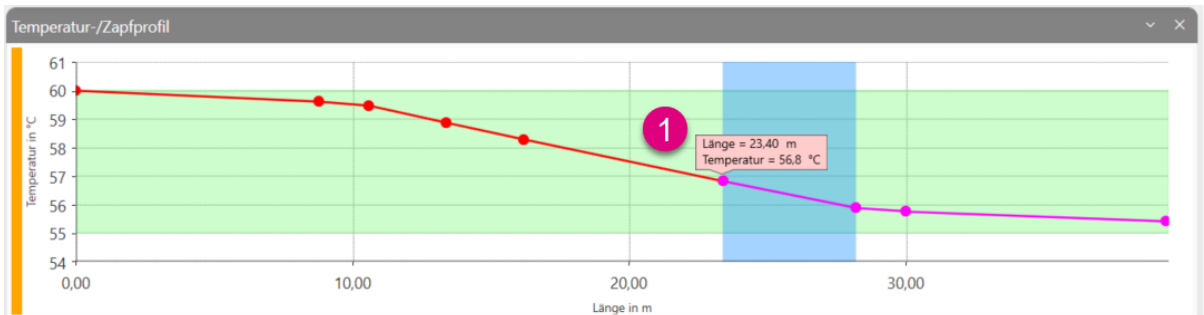 Temperatur-/Zapfprofil
61
60
59
58
57
56
55
54
Temperatur in °C
1
Länge = 23,40 m
Temperatur = 56,8 °C
0,00 10,00 20,00 30,00
Länge in m